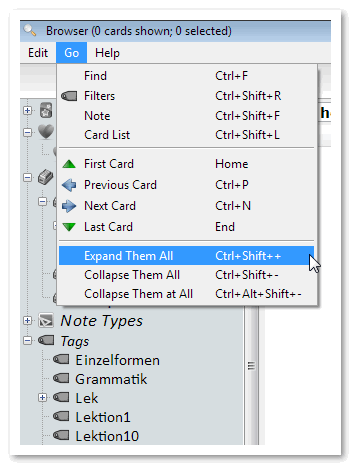 Browser (0 cards shown; 0 selected)
Edit Go Help
Find Ctrl+F
Filters Ctrl+Shift+R
Note Ctrl+Shift+F
Card List Ctrl+Shift+L
First Card Home
Previous Card Ctrl+P
Next Card Ctrl+N
Last Card End
Expand Them All Ctrl+Shift++
Collapse Them All Ctrl+Shift+-
Collapse Them at All Ctrl+Alt+Shift+-
Note Types
Tags
Einzelformen
Grammatik
Lek
Lektion1
Lektion10